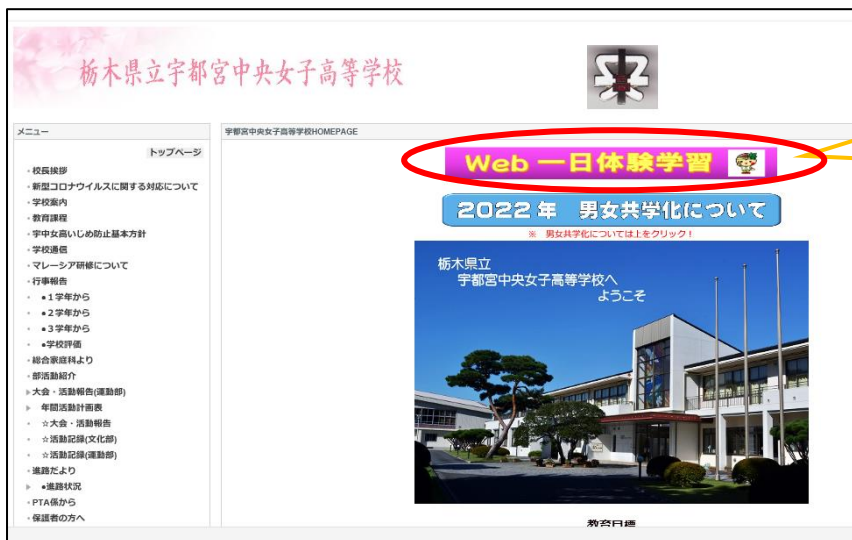 栃木県立宇都宮中央女子高等学校
メニュー
トップページ
・校長挨拶
・新型コロナウイルスに関する対応について
・学校案内
・教育課程
・宇中女高いじめ防止基本方針
・学校通信
・マレーシア研修について
・行事報告
・ ●1学年から
・ ●2学年から
・ ●3学年から
・ ●学校評価
・総合家庭科より
・部活動紹介
▶大会・活動報告(運動部)
▶ 年間活動計画表
・ ☆大会・活動報告
・ ☆活動記録(文化部)
・ ☆活動記録(運動部)
・進路だより
▶ ●進路状況
・PTA係から
・保護者の方へ
宇都宮中央女子高等学校HOMEPAGE
Web 一日体験学習
2022年 男女共学化について
※ 男女共学化については上をクリック！
栃木県立
宇都宮中央女子高等学校へ
ようこそ
教育目標